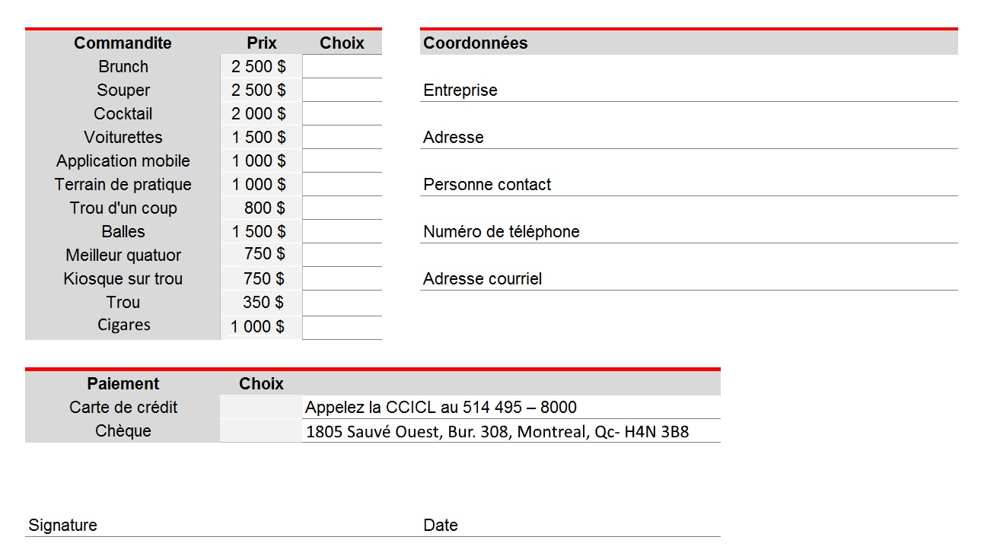 Commandite Prix Choix
Brunch 2 500 $
Souper 2 500 $
Cocktail 2 000 $
Voiturettes 1 500 $
Application mobile 1 000 $
Terrain de pratique 1 000 $
Trou d'un coup 800 $
Balles 1 500 $
Meilleur quatuor 750 $
Kiosque sur trou 750 $
Trou 350 $
Cigares 1 000 $
Coordonnées
Entreprise
Adresse
Personne contact
Numéro de téléphone
Adresse courriel
Paiement Choix
Carte de crédit Appelez la CCICL au 514 495 – 8000
Chèque 1805 Sauvé Ouest, Bur. 308, Montreal, Qc- H4N 3B8
Signature Date